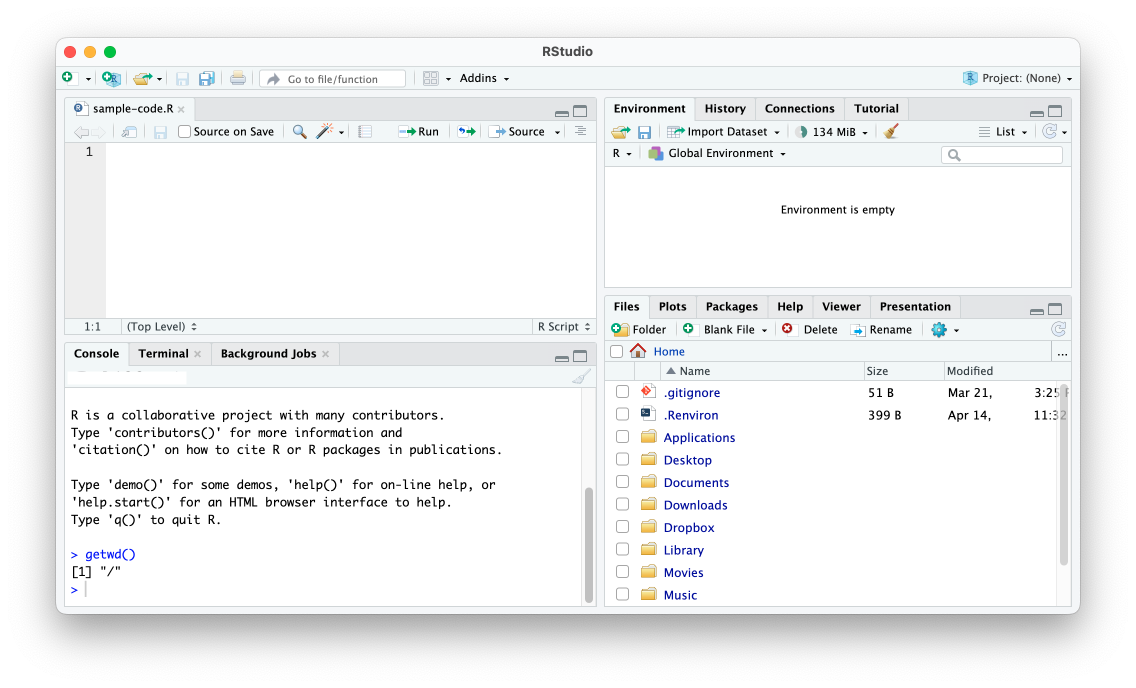 RStudio
Go to file/function
Addins
Project: (None)
sample-code.R
Source on Save
Run
Source
1
1:1
(Top Level)
R Script
Console
Terminal
Background Jobs
R is a collaborative project with many contributors.
Type 'contributors()' for more information and
'citation()' on how to cite R or R packages in publications.
Type 'demo()' for some demos, 'help()' for on-line help, or
'help.start()' for an HTML browser interface to help.
Type 'q()' to quit R.
> getwd()
[1] "/"
>
Environment History Connections Tutorial
Import Dataset 134 MiB List
R Global Environment
Environment is empty
Files Plots Packages Help Viewer Presentation
Folder Blank File Delete Rename
Home ...
Name Size Modified
.gitignore 51 B Mar 21, 3:25
.Renviron 399 B Apr 14, 11:32
Applications
Desktop
Documents
Downloads
Dropbox
Library
Movies
Music